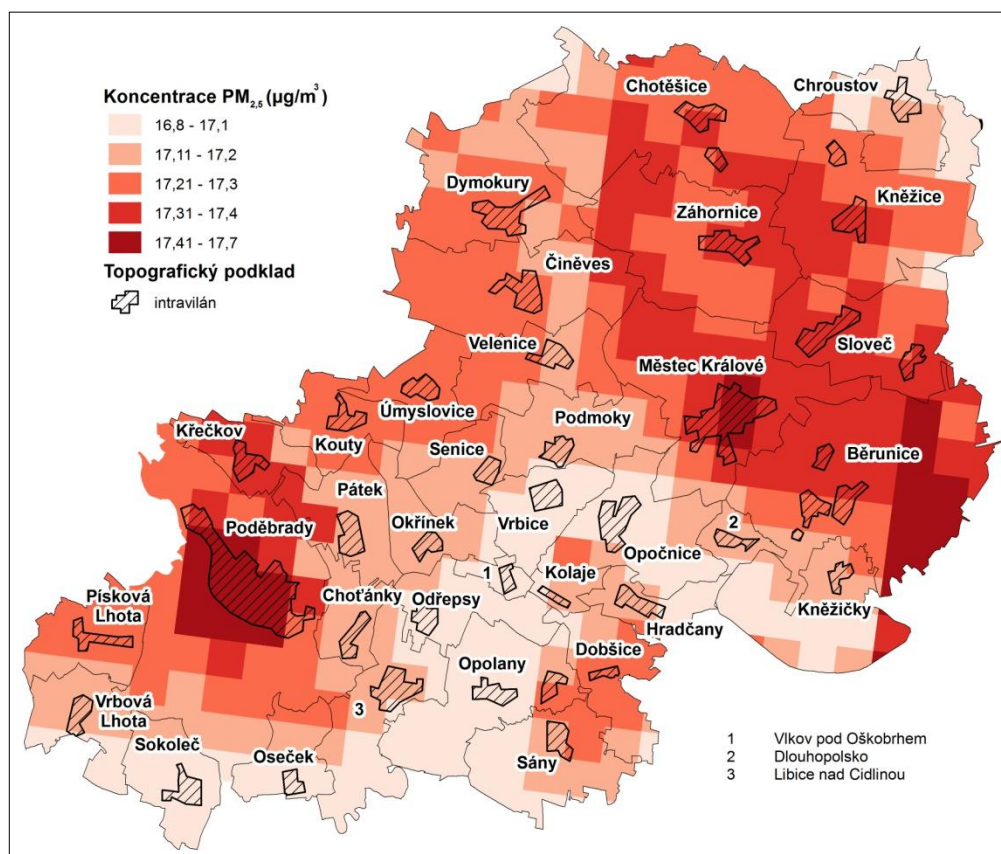 Koncentrace PM2,5 (µg/m³)
16,8 - 17,1
17,11 - 17,2
17,21 - 17,3
17,31 - 17,4
17,41 - 17,7
Topografický podklad
intravilán
Chotěšice
Chroustov
Dymokury
Záhornice
Kněžice
Činěves
Velenice
Městec Králové
Sloveč
Úmyslovice
Podmoky
Křečkov
Kouty
Senice
Běrunice
Pátek
Poděbrady
Okřínek
Vrbice
2
Opočnice
1
Kolaje
Písková
Lhota
Choťánky
Odřepsy
Kněžičky
Hradčany
Dobšice
Opolany
Vrbová
Lhota
3
Sokoleč
Oseček
Sány
1 Vlkov pod Oškobrhem
2 Dlouhopolsko
3 Libice nad Cidlinou